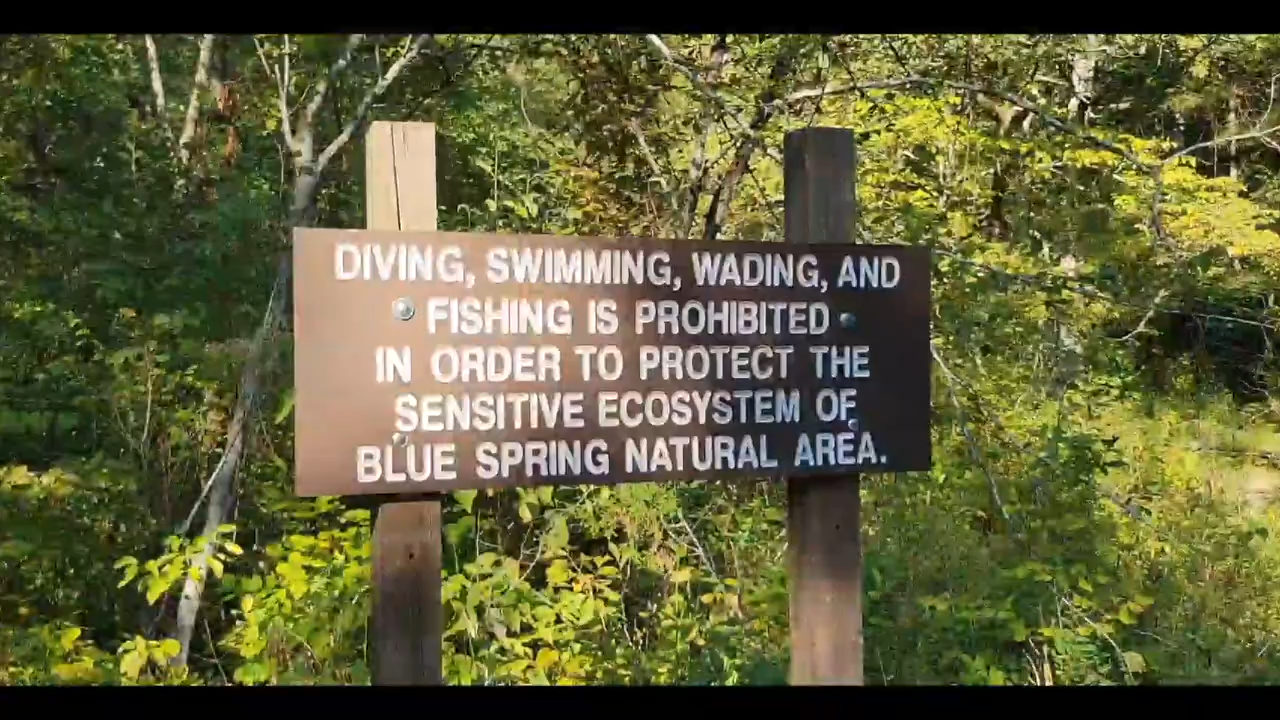 DIVING, SWIMMING, WADING, AND
FISHING IS PROHIBITED
IN ORDER TO PROTECT THE
SENSITIVE ECOSYSTEM OF
BLUE SPRING NATURAL AREA.